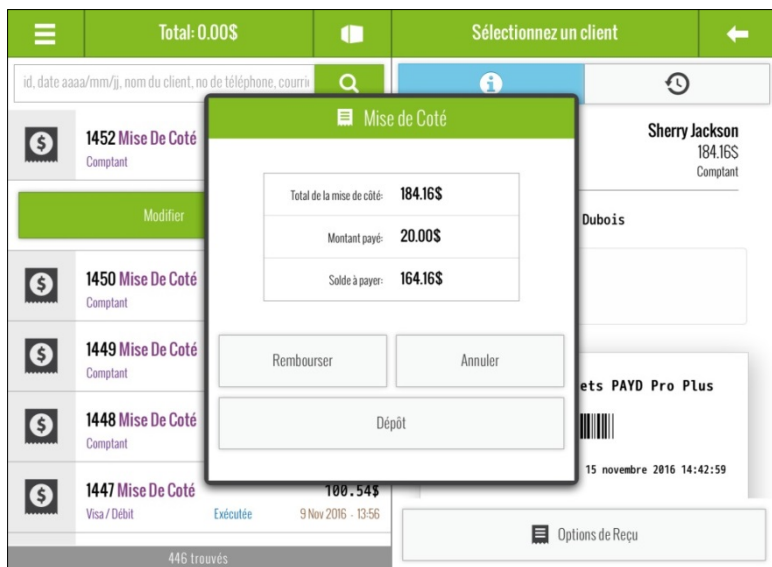 Total: 0.00$
Sélectionnez un client
id, date aaaa/mm/jj, nom du client, no de téléphone, courri
1452 Mise De Coté
Comptant
Modifier
1450 Mise De Coté
Comptant
1449 Mise De Coté
Comptant
1448 Mise De Coté
Comptant
1447 Mise De Coté
100.54$
Visa / Débit
Exécutée
9 Nov 2016 - 13:56
446 trouvés
Mise de Coté
Total de la mise de côté: 184.16$
Montant payé: 20.00$
Solde à payer: 164.16$
Rembourser
Annuler
Dépôt
Sherry Jackson
184.16$
Comptant
Dubois
ets PAYD Pro Plus
15 novembre 2016 14:42:59
Options de Reçu